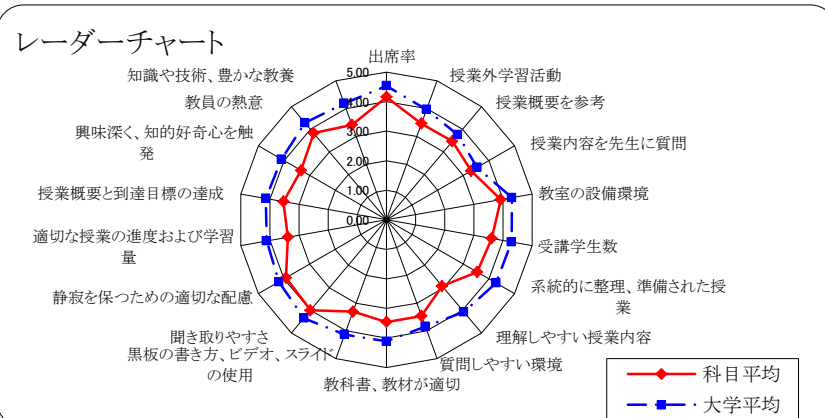 レーダーチャート
出席率
授業外学習活動
授業概要を参考
授業内容を先生に質問
教室の設備環境
受講学生数
系統的に整理、準備された授
業
理解しやすい授業内容
質問しやすい環境
教科書、教材が適切
黒板の書き方、ビデオ、スライド
の使用
聞き取りやすさ
静寂を保つための適切な配慮
適切な授業の進度および学習
量
授業概要と到達目標の達成
興味深く、知的好奇心を触
発
教員の熱意
知識や技術、豊かな教養
5.00
4.00
3.00
2.00
1.00
0.00
科目平均
大学平均